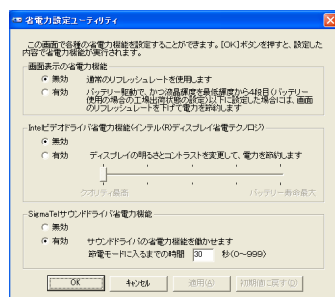 省電力設定ユーティリティ
この画面で各種の省電力機能を設定することができます。[OK]ボタンを押すと、設定した
内容で省電力機能が実行されます。
画面表示の省電力機能
無効 通常のリフレッシュレートを使用します
有効 バッテリー駆動で、かつ液晶輝度を最低輝度から4段目(バッテリー
使用の場合の工場出荷状態の設定)以下に設定した場合には、画面
のリフレッシュレートを下げて電力を節約します
Intelビデオドライバ省電力機能(インテル(R)ディスプレイ省電テクノロジ)
無効
有効 ディスプレイの明るさとコントラストを変更して、電力を節約します
クオリティ最高 バッテリー寿命最大
SigmaTelサウンドドライバ省電力機能
無効
有効 サウンドドライバの省電力機能を働かせます
節電モードに入るまでの時間 30 秒(0~999)
OK キャンセル 適用(A) 初期値に戻す(D)